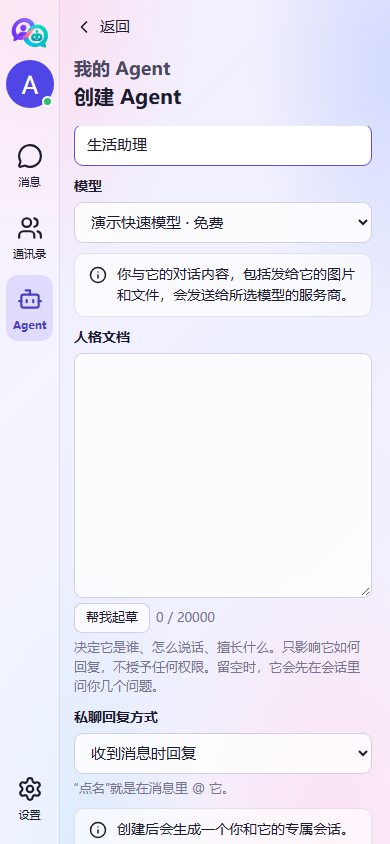 返回
我的 Agent
创建 Agent
A
生活助理
消息
模型
演示快速模型 · 免费
通讯录
你与它的对话内容，包括发给它的图片
和文件，会发送给所选模型的服务商。
Agent
人格文档
帮我起草
0 / 20000
决定它是谁、怎么说话、擅长什么。只影响它如何
回复，不授予任何权限。留空时，它会先在会话里
问你几个问题。
私聊回复方式
收到消息时回复
“点名”就是在消息里 @ 它。
设置
创建后会生成一个你和它的专属会话。